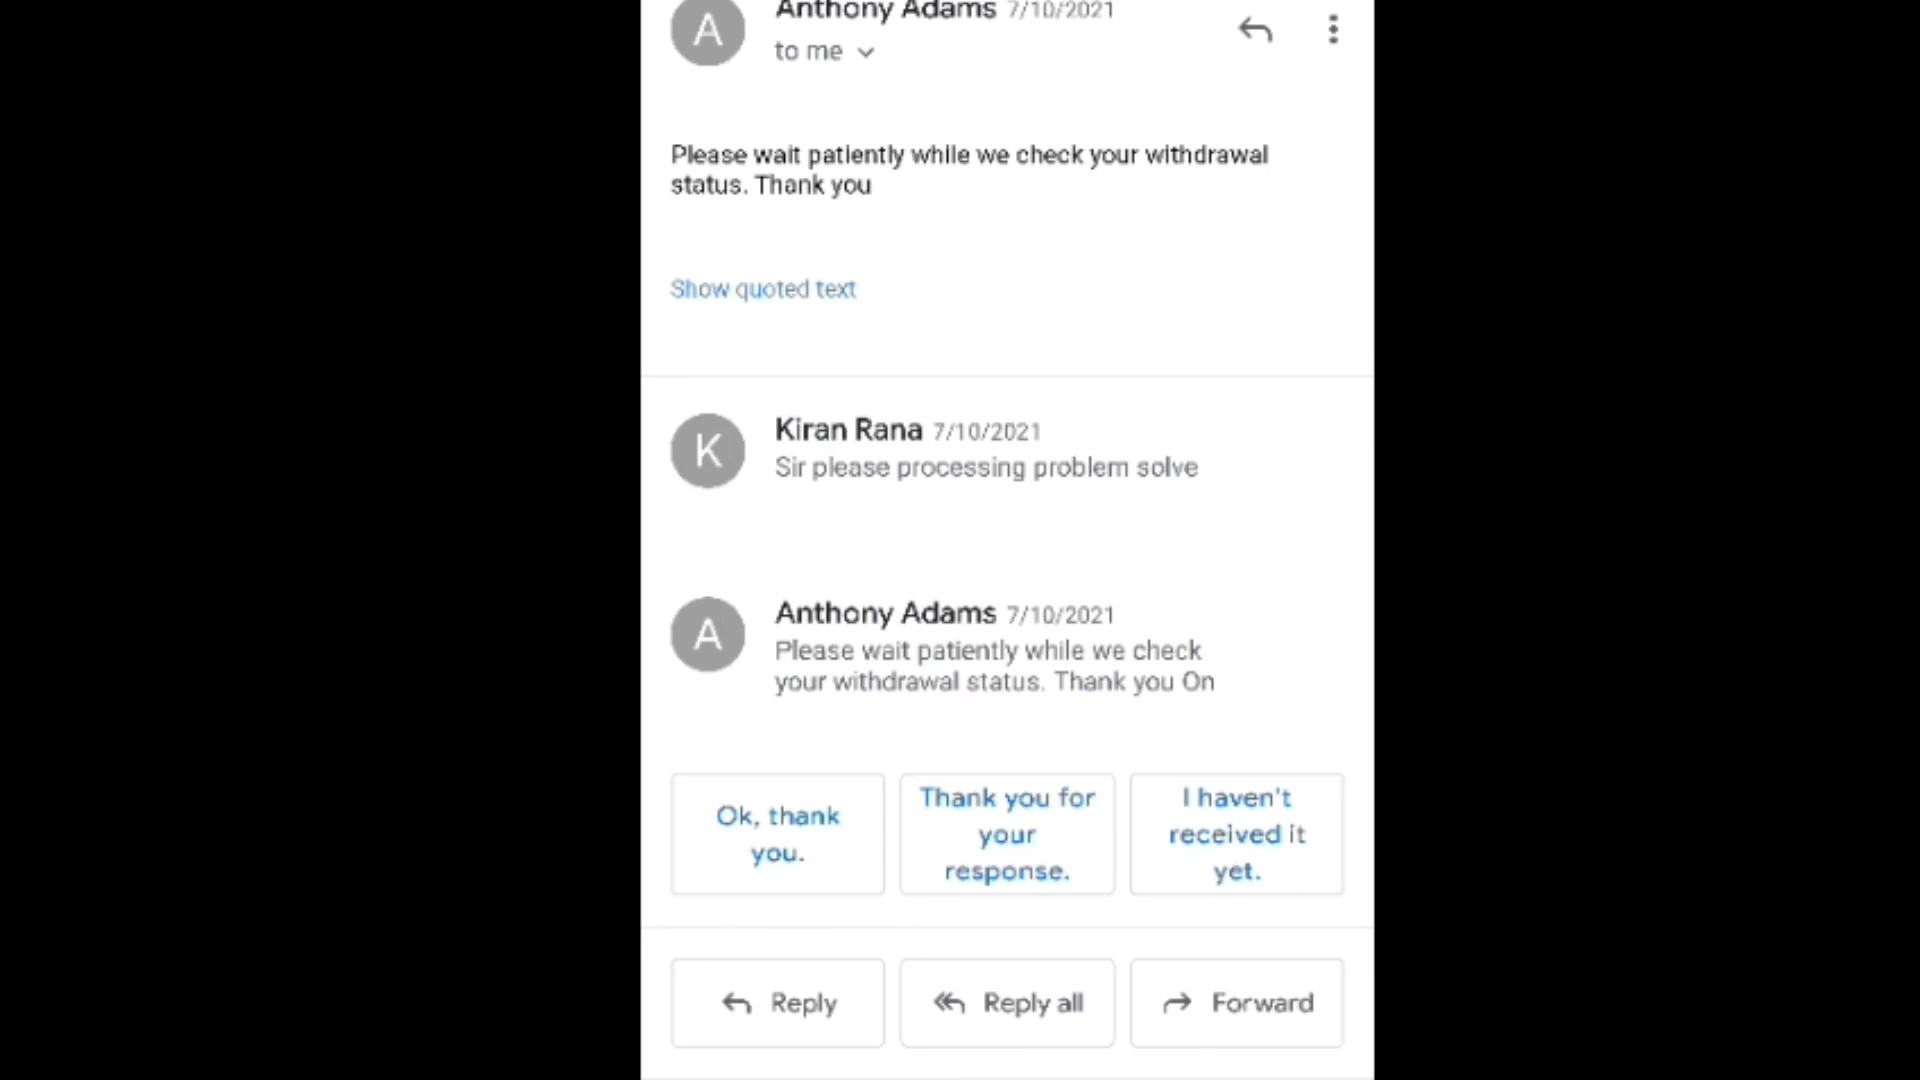 Anthony Adams 7/10/2021
A
to me
Please wait patiently while we check your withdrawal
status. Thank you
Show quoted text
Kiran Rana 7/10/2021
K
Sir please processing problem solve
Anthony Adams 7/10/2021
A
Please wait patiently while we check
your withdrawal status. Thank you On
Ok, thank
you.
Thank you for
your
response.
I haven't
received it
yet.
Reply
Reply all
Forward